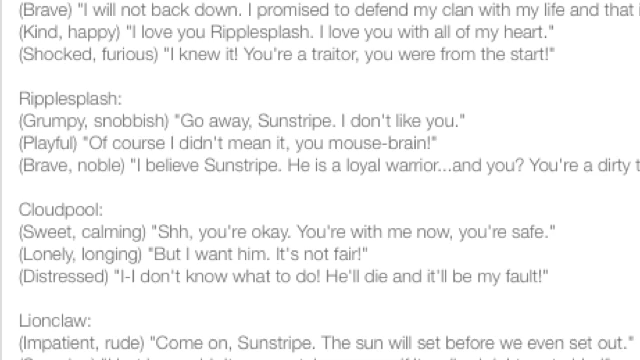 (Brave) "I will not back down. I promised to defend my clan with my life and that
(Kind, happy) "I love you Ripplesplash. I love you with all of my heart."
(Shocked, furious) "I knew it! You're a traitor, you were from the start!"
Ripplesplash:
(Grumpy, snobbish) "Go away, Sunstripe. I don't like you."
(Playful) "Of course I didn't mean it, you mouse-brain!"
(Brave, noble) "I believe Sunstripe. He is a loyal warrior...and you? You're a dirty
Cloudpool:
(Sweet, calming) "Shh, you're okay. You're with me now, you're safe."
(Lonely, longing) "But I want him. It's not fair!"
(Distressed) "I-I don't know what to do! He'll die and it'll be my fault!"
Lionclaw:
(Impatient, rude) "Come on, Sunstripe. The sun will set before we even set out."